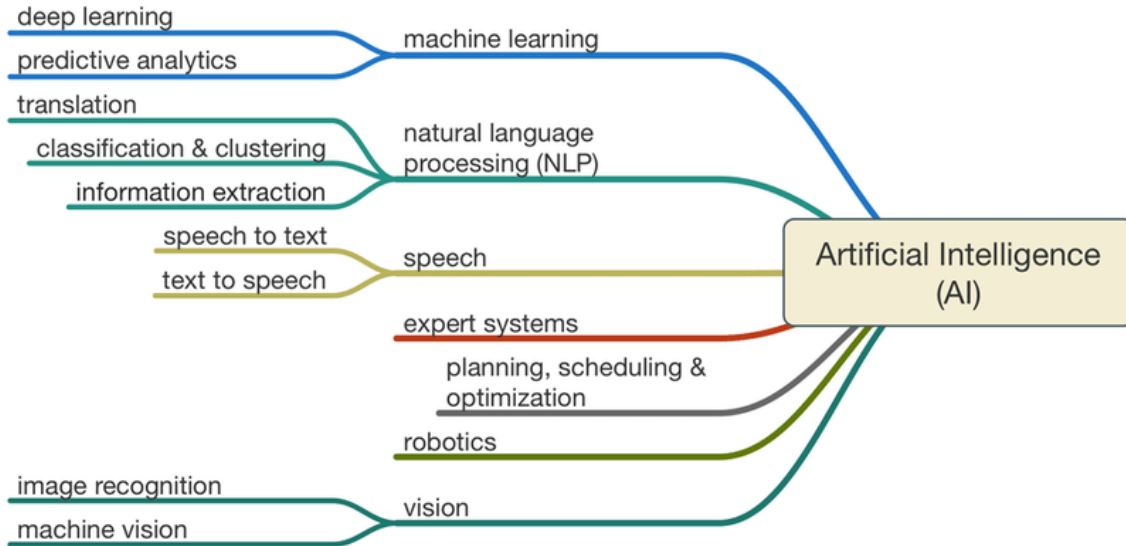 deep learning
predictive analytics
machine learning
translation
classification & clustering
information extraction
natural language
processing (NLP)
speech to text
text to speech
speech
expert systems
planning, scheduling &
optimization
robotics
image recognition
machine vision
vision
Artificial Intelligence
(AI)